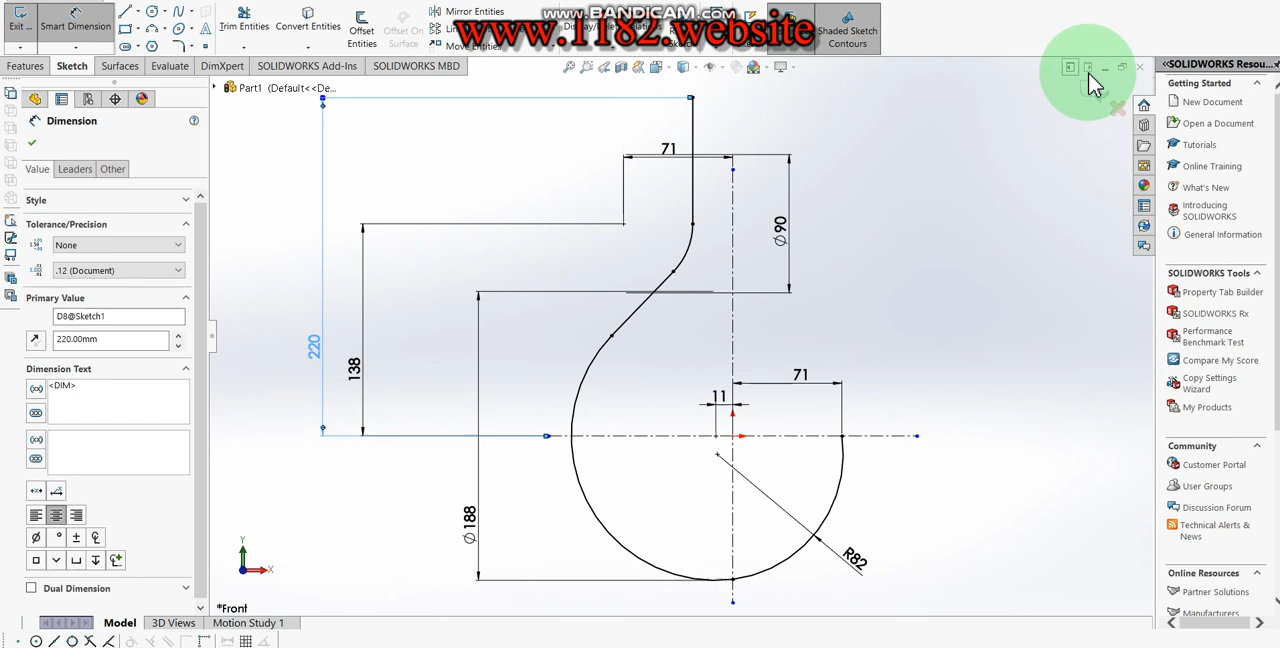 www.BANDICAM.com
www.1182.website
Exit ...
Smart Dimension
Trim Entities
Convert Entities
Offset Entities
Offset On Surface
Mirror Entities
Move Entities
Shaded Sketch Contours
Features
Sketch
Surfaces
Evaluate
DimXpert
SOLIDWORKS Add-Ins
SOLIDWORKS MBD
Part1 (Default<<De...
Dimension
Value
Leaders
Other
Style
Tolerance/Precision
None
.12 (Document)
Primary Value
D8@Sketch1
220.00mm
Dimension Text
<DIM>
Dual Dimension
71
∅90
220
138
71
11
∅188
R82
Y
X
*Front
Model
3D Views
Motion Study 1
SOLIDWORKS Resou...
Getting Started
New Document
Open a Document
Tutorials
Online Training
What's New
Introducing
SOLIDWORKS
General Information
SOLIDWORKS Tools
Property Tab Builder
SOLIDWORKS Rx
Performance
Benchmark Test
Compare My Score
Copy Settings
Wizard
My Products
Community
Customer Portal
User Groups
Discussion Forum
Technical Alerts &
News
Online Resources
Partner Solutions
Manufacturers